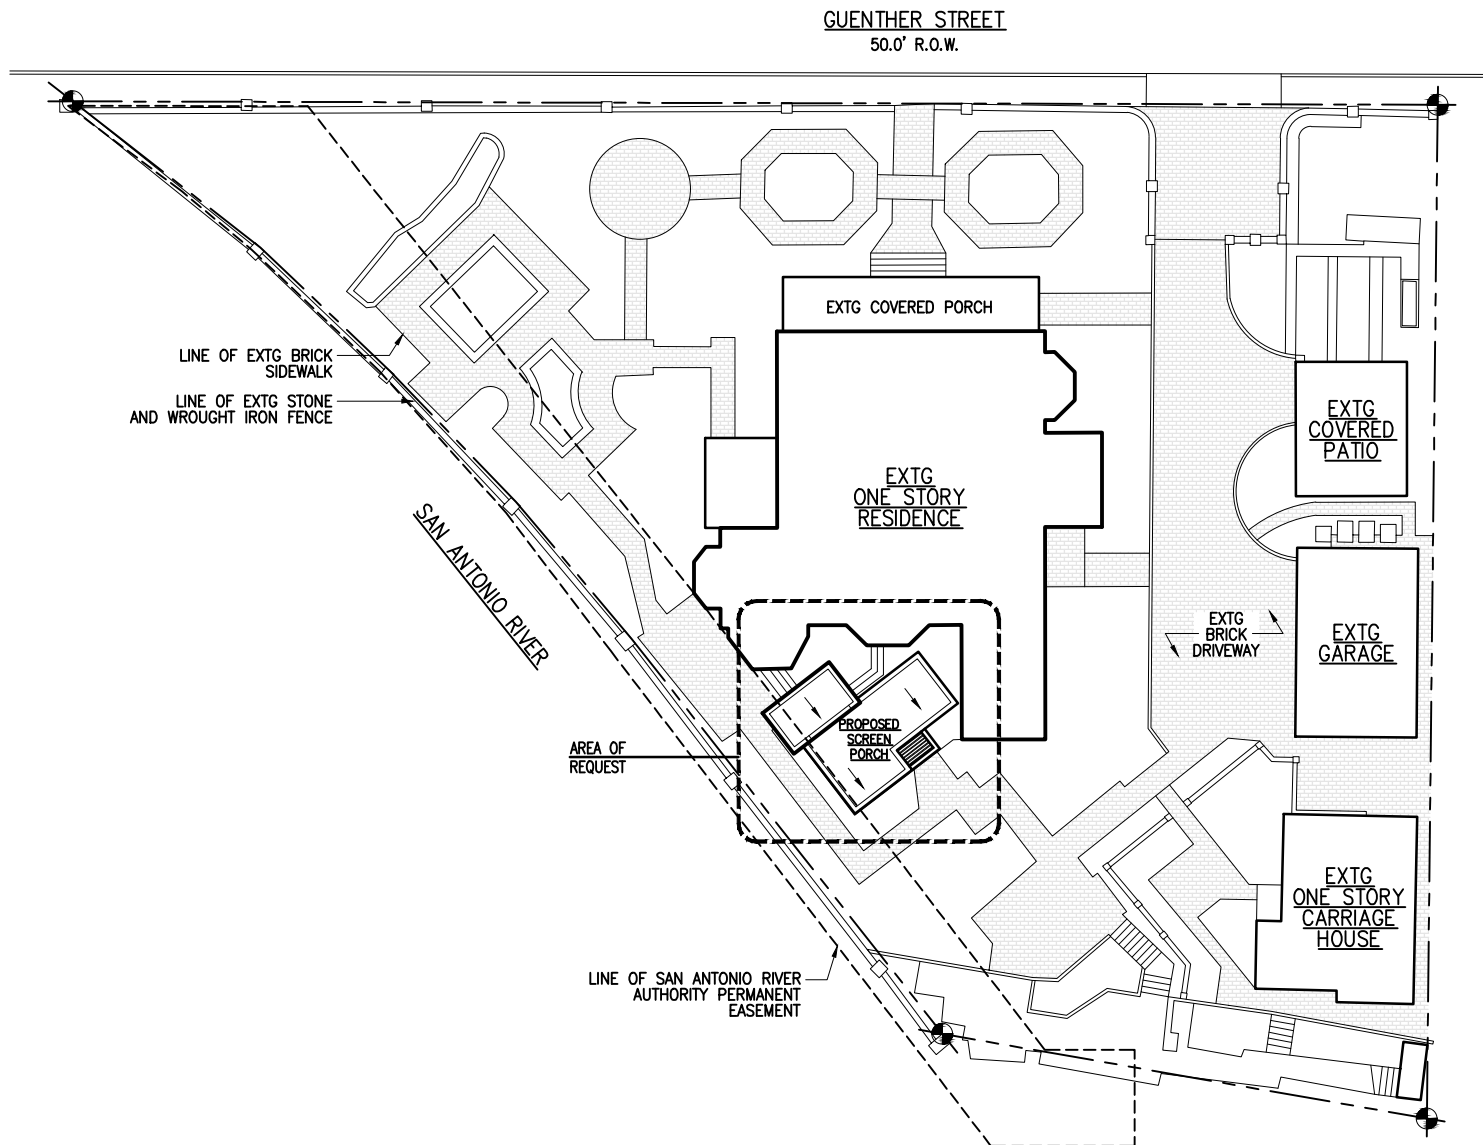 GUENTHER STREET
50.0' R.O.W.
EXTG COVERED PORCH
LINE OF EXTG BRICK
SIDEWALK
LINE OF EXTG STONE
AND WROUGHT IRON FENCE
EXTG
COVERED
PATIO
EXTG
ONE STORY
RESIDENCE
SAN ANTONIO RIVER
EXTG
BRICK
DRIVEWAY
EXTG
GARAGE
PROPOSED
SCREEN
PORCH
AREA OF
REQUEST
EXTG
ONE STORY
CARRIAGE
HOUSE
LINE OF SAN ANTONIO RIVER
AUTHORITY PERMANENT
EASEMENT